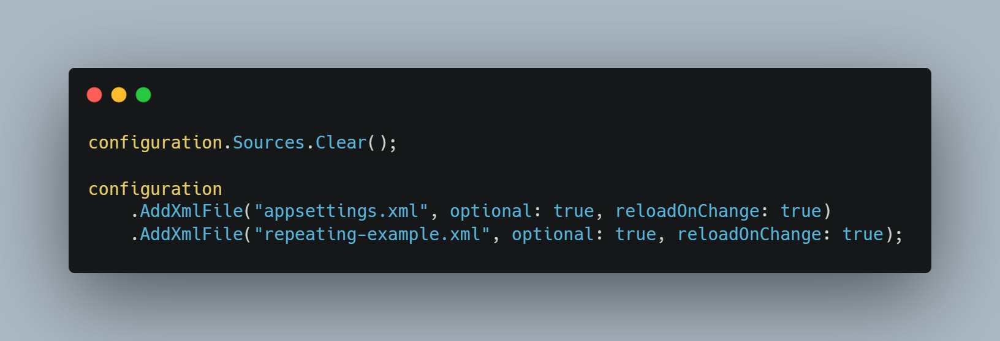 configuration.Sources.Clear();

configuration
    .AddXmlFile("appsettings.xml", optional: true, reloadOnChange: true)
    .AddXmlFile("repeating-example.xml", optional: true, reloadOnChange: true);